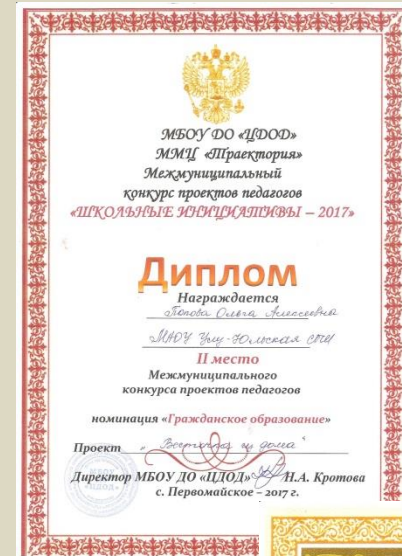 МБОУ ДО «ЦДОД»
ММЦ «Траектория»
Межмуниципальный
конкурс проектов педагогов
«ШКОЛЬНЫЕ ИНИЦИАТИВЫ – 2017»
Диплом
Награждается
Попова Ольга Алексеевна
МАОУ Улу-Юльская СОШ
II место
Межмуниципального
конкурса проектов педагогов
номинация «Гражданское образование»
Проект
Директор МБОУ ДО «ЦДОД» Н.А. Кротова
с. Первомайское – 2017 г.